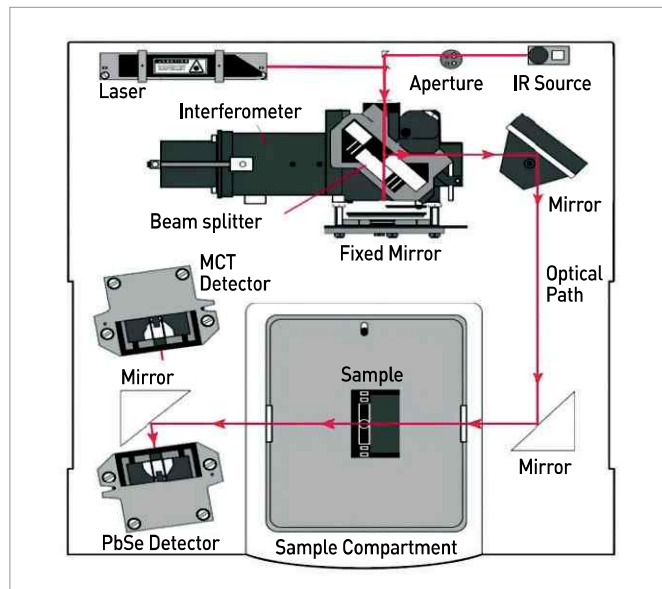 Laser
Aperture
IR Source
Interferometer
Beam splitter
Fixed Mirror
Mirror
MCT
Detector
Optical
Path
Mirror
Sample
Mirror
PbSe Detector
Sample Compartment